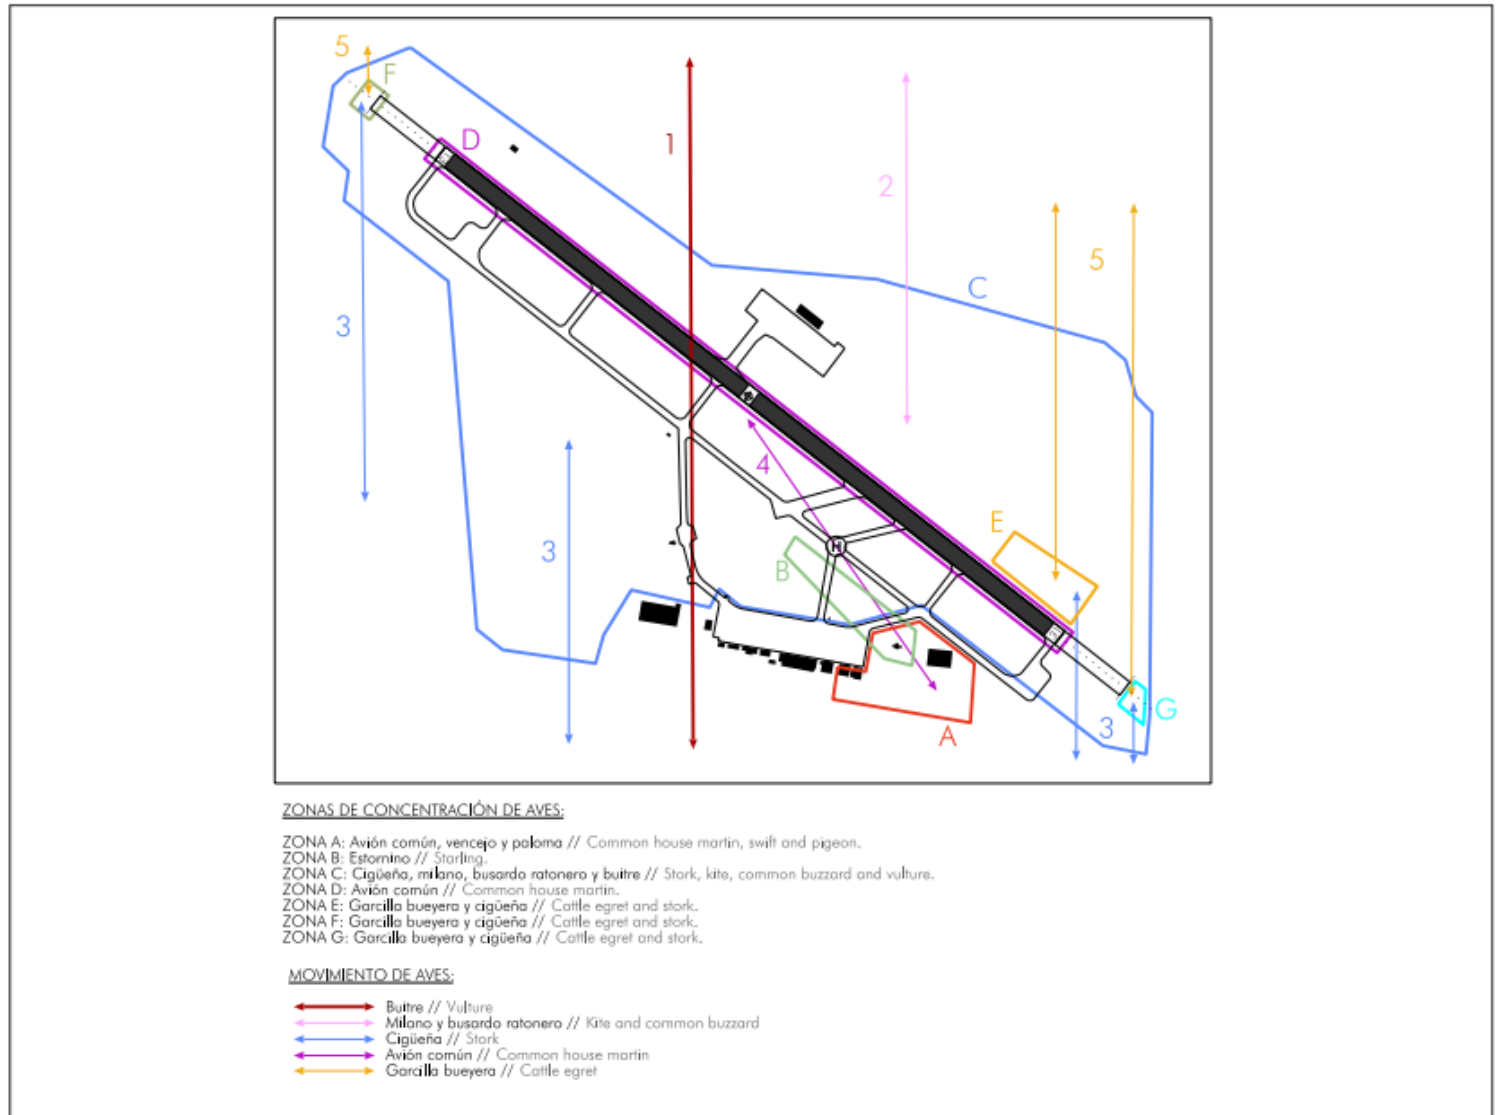 5
F
D
1
2
5
C
3
4
3
E
H
B
3
G
A
ZONAS DE CONCENTRACIÓN DE AVES:
ZONA A: Avión común, vencejo y paloma // Common house martin, swift and pigeon.
ZONA B: Estornino // Starling.
ZONA C: Cigüeña, milano, busardo ratonero y buitre // Stork, kite, common buzzard and vulture.
ZONA D: Avión común // Common house martin.
ZONA E: Garcilla bueyera y cigüeña // Cattle egret and stork.
ZONA F: Garcilla bueyera y cigüeña // Cattle egret and stork.
ZONA G: Garcilla bueyera y cigüeña // Cattle egret and stork.
MOVIMIENTO DE AVES:
Buitre // Vulture
Milano y busardo ratonero // Kite and common buzzard
Cigüeña // Stork
Avión común // Common house martin
Garcilla bueyera // Cattle egret